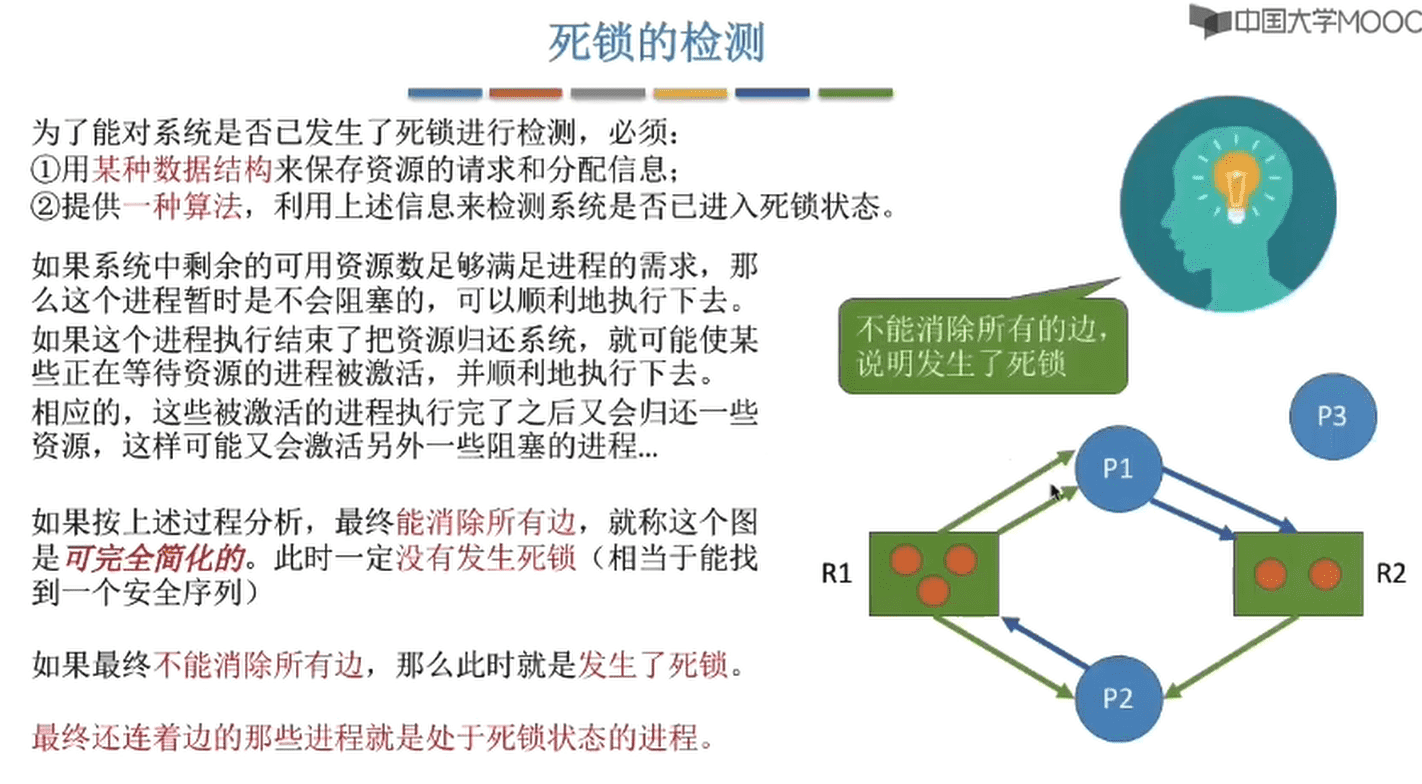 死锁的检测
中国大学MOOC
为了能对系统是否已发生了死锁进行检测，必须：
①用某种数据结构来保存资源的请求和分配信息；
②提供一种算法，利用上述信息来检测系统是否已进入死锁状态。
如果系统中剩余的可用资源数足够满足进程的需求，那
么这个进程暂时是不会阻塞的，可以顺利地执行下去。
如果这个进程执行结束了把资源归还系统，就可能使某
些正在等待资源的进程被激活，并顺利地执行下去。
相应的，这些被激活的进程执行完了之后又会归还一些
资源，这样可能又会激活另外一些阻塞的进程...
如果按上述过程分析，最终能消除所有边，就称这个图
是可完全简化的。此时一定没有发生死锁（相当于能找
到一个安全序列）
如果最终不能消除所有边，那么此时就是发生了死锁。
最终还连着边的那些进程就是处于死锁状态的进程。
不能消除所有的边，
说明发生了死锁
P3
P1
R1
R2
P2